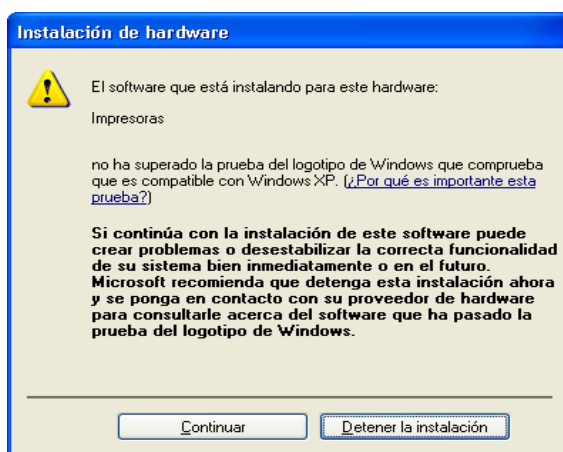 Instalación de hardware
El software que está instalando para este hardware:
Impresoras
no ha superado la prueba del logotipo de Windows que comprueba
que es compatible con Windows XP. (¿Por qué es importante esta
prueba?)
Si continúa con la instalación de este software puede
crear problemas o desestabilizar la correcta funcionalidad
de su sistema bien inmediatamente o en el futuro.
Microsoft recomienda que detenga esta instalación ahora
y se ponga en contacto con su proveedor de hardware
para consultarle acerca del software que ha pasado la
prueba del logotipo de Windows.
Continuar Detener la instalación